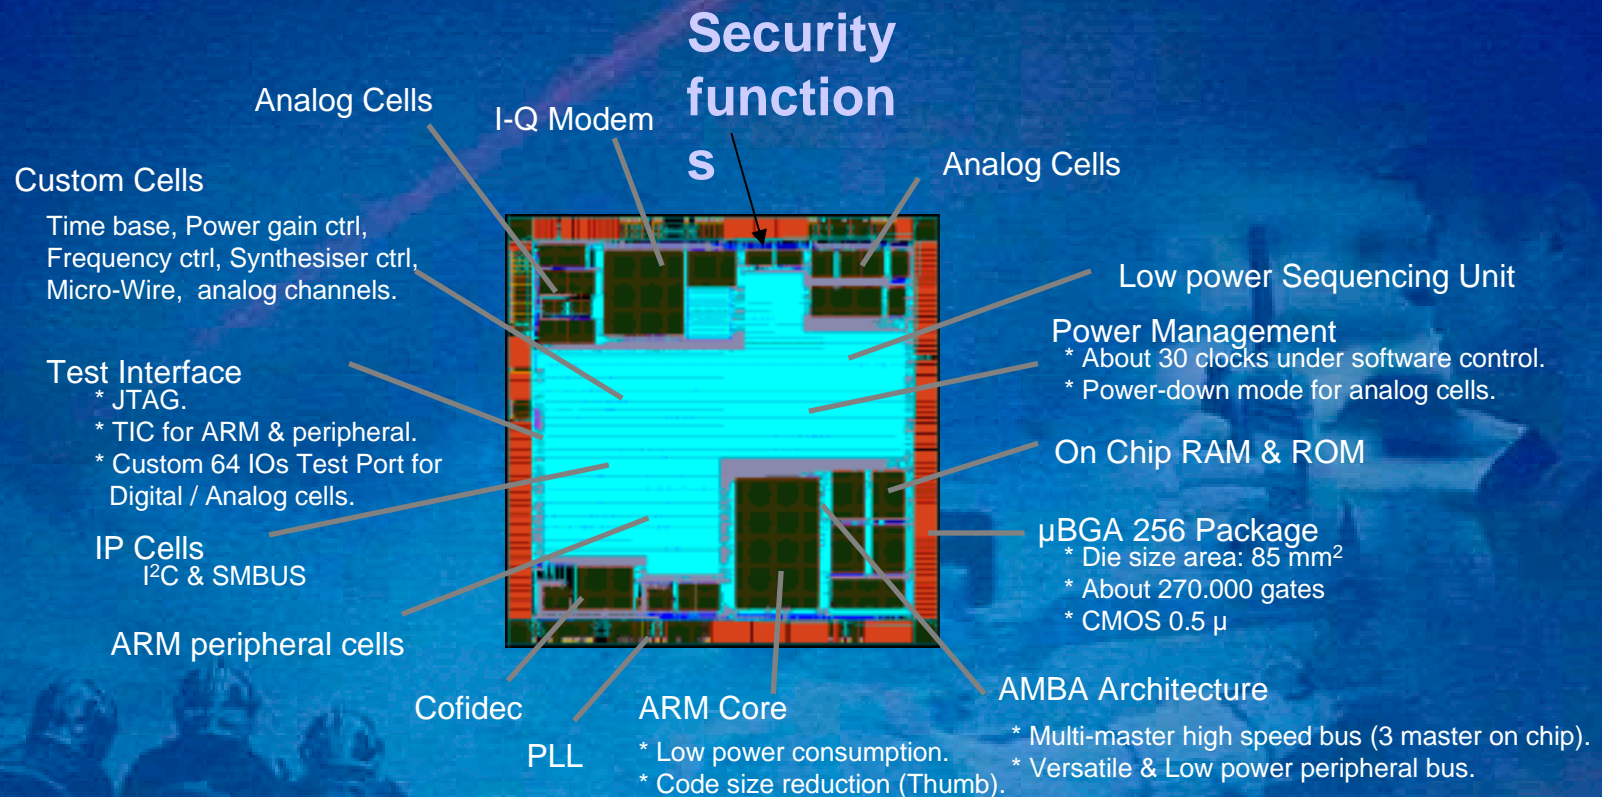 Security
function
s
Analog Cells
I-Q Modem
Analog Cells
Custom Cells
Time base, Power gain ctrl,
Frequency ctrl, Synthesiser ctrl,
Micro-Wire, analog channels.
Low power Sequencing Unit
Power Management
* About 30 clocks under software control.
* Power-down mode for analog cells.
Test Interface
* JTAG.
* TIC for ARM & peripheral.
* Custom 64 IOs Test Port for
Digital / Analog cells.
On Chip RAM & ROM
IP Cells
I²C & SMBUS
µBGA 256 Package
* Die size area: 85 mm²
* About 270.000 gates
* CMOS 0.5 µ
ARM peripheral cells
Cofidec
PLL
ARM Core
* Low power consumption.
* Code size reduction (Thumb).
AMBA Architecture
* Multi-master high speed bus (3 master on chip).
* Versatile & Low power peripheral bus.